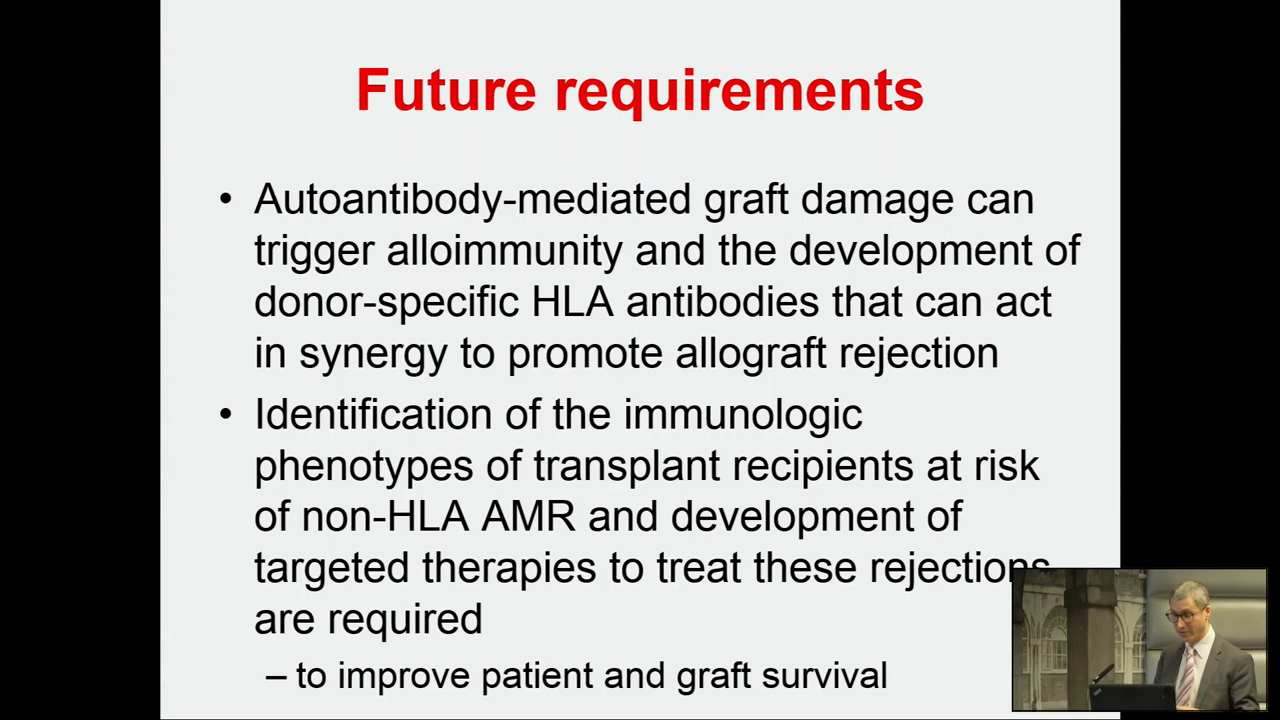 Future requirements
• Autoantibody-mediated graft damage can
trigger alloimmunity and the development of
donor-specific HLA antibodies that can act
in synergy to promote allograft rejection
• Identification of the immunologic
phenotypes of transplant recipients at risk
of non-HLA AMR and development of
targeted therapies to treat these rejections
are required
– to improve patient and graft survival